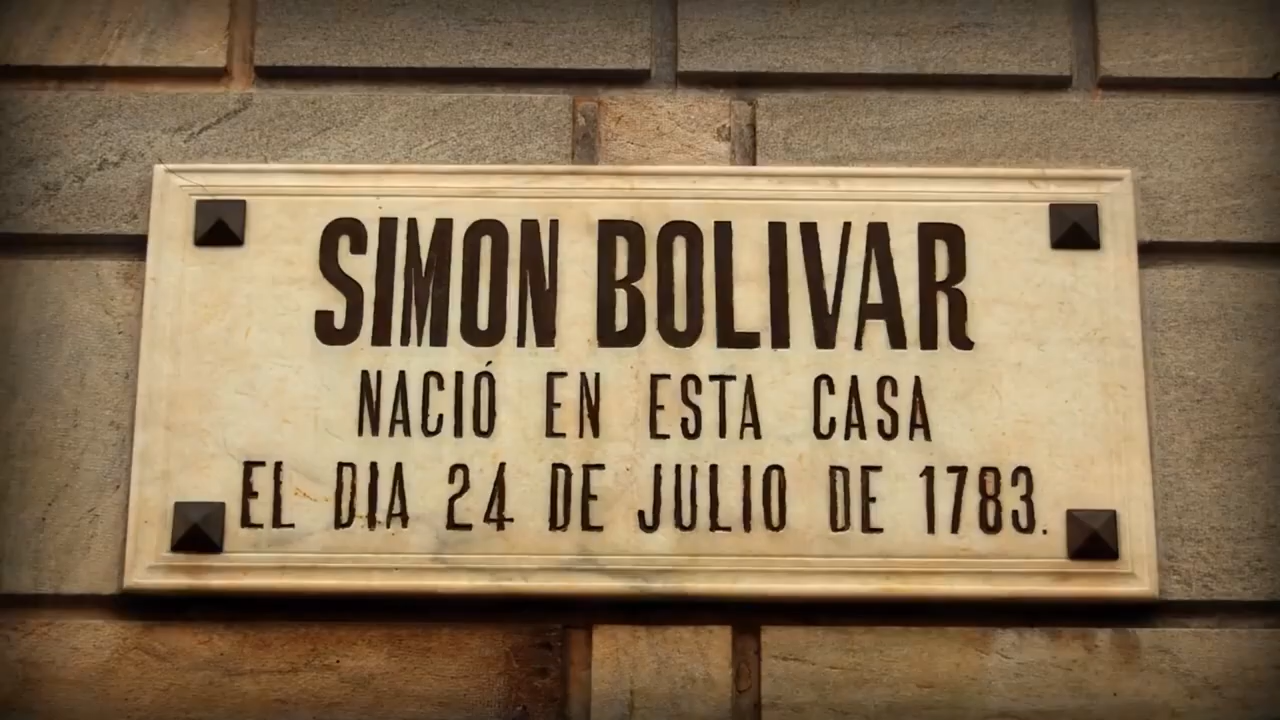 SIMON BOLIVAR
NACIÓ EN ESTA CASA
EL DIA 24 DE JULIO DE 1783.